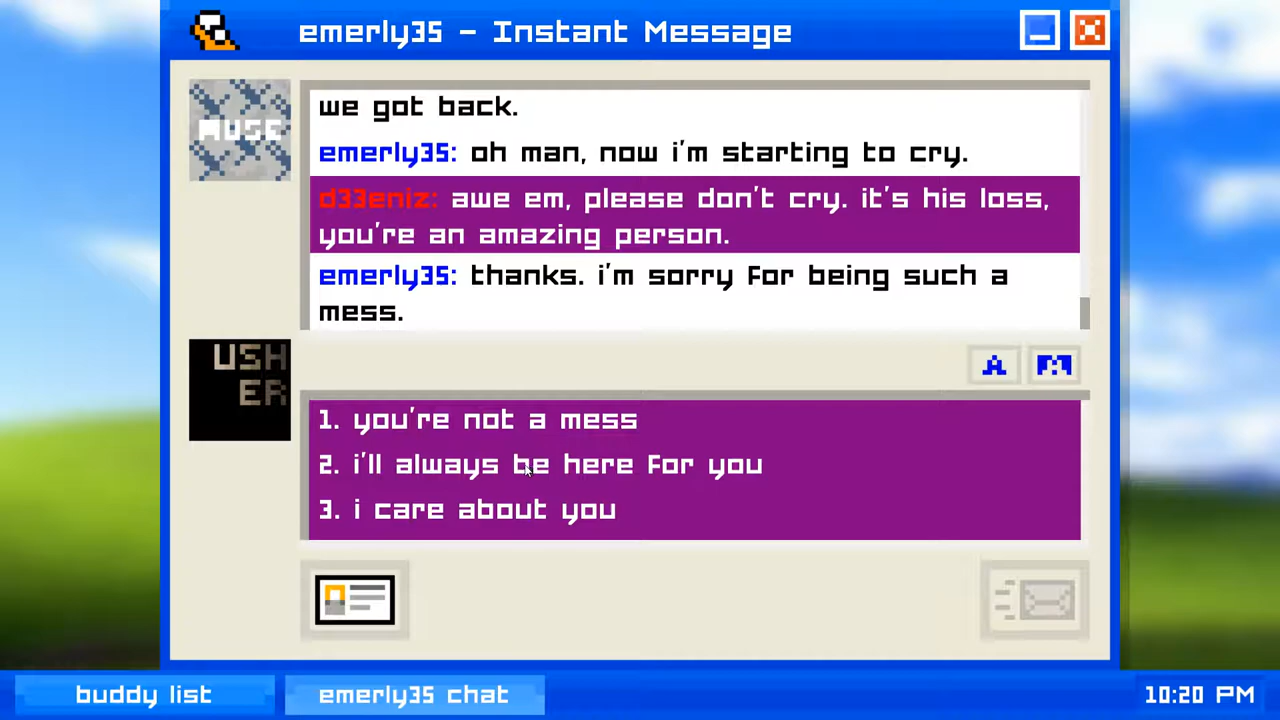 emerly35 - Instant Message
MUSE
we got back.
emerly35: oh man, now i'm starting to cry.
d33eniz: awe em, please don't cry. it's his loss,
you're an amazing person.
emerly35: thanks. i'm sorry for being such a
mess.
USH
ER
A
1. you're not a mess
2. i'll always be here for you
3. i care about you
buddy list
emerly35 chat
10:20 PM